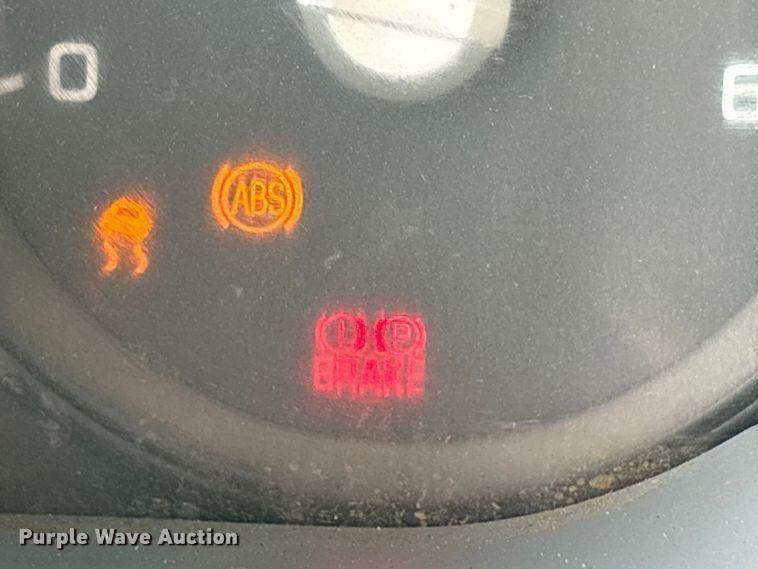 0
6
ABS
! P
BRAKE
Purple Wave Auction